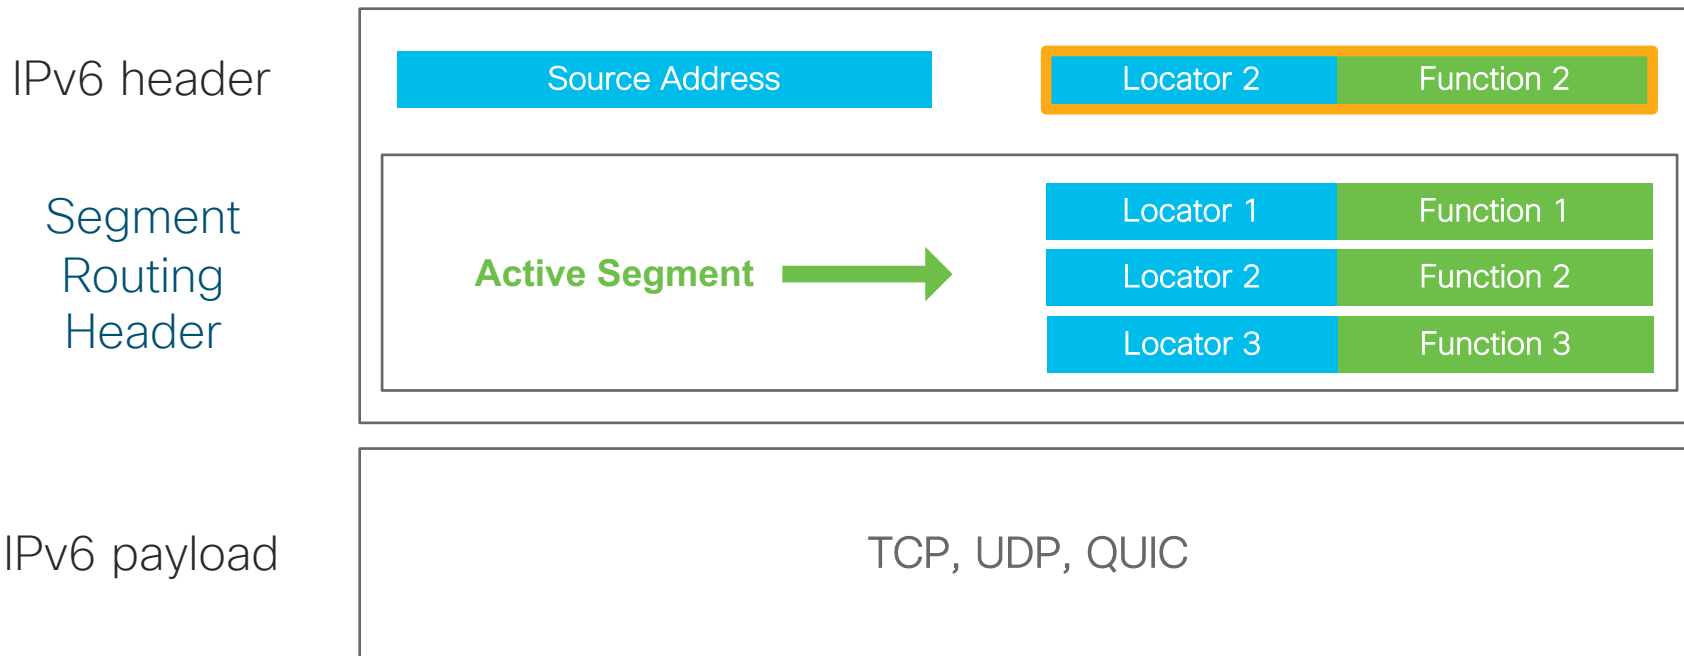 IPv6 header
Source Address
Locator 2
Function 2
Segment
Routing
Header
Active Segment
Locator 1
Function 1
Locator 2
Function 2
Locator 3
Function 3
IPv6 payload
TCP, UDP, QUIC